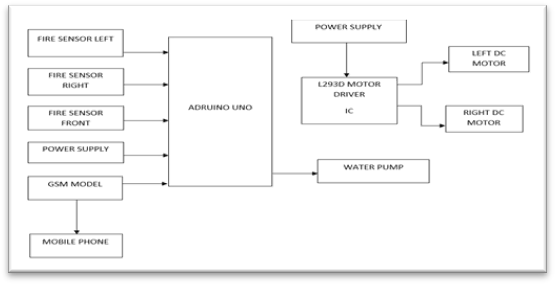 FIRE SENSOR LEFT
FIRE SENSOR
RIGHT
FIRE SENSOR
FRONT
POWER SUPPLY
GSM MODEL
MOBILE PHONE
ADRUINO UNO
POWER SUPPLY
L293D MOTOR
DRIVER
IC
LEFT DC
MOTOR
RIGHT DC
MOTOR
WATER PUMP